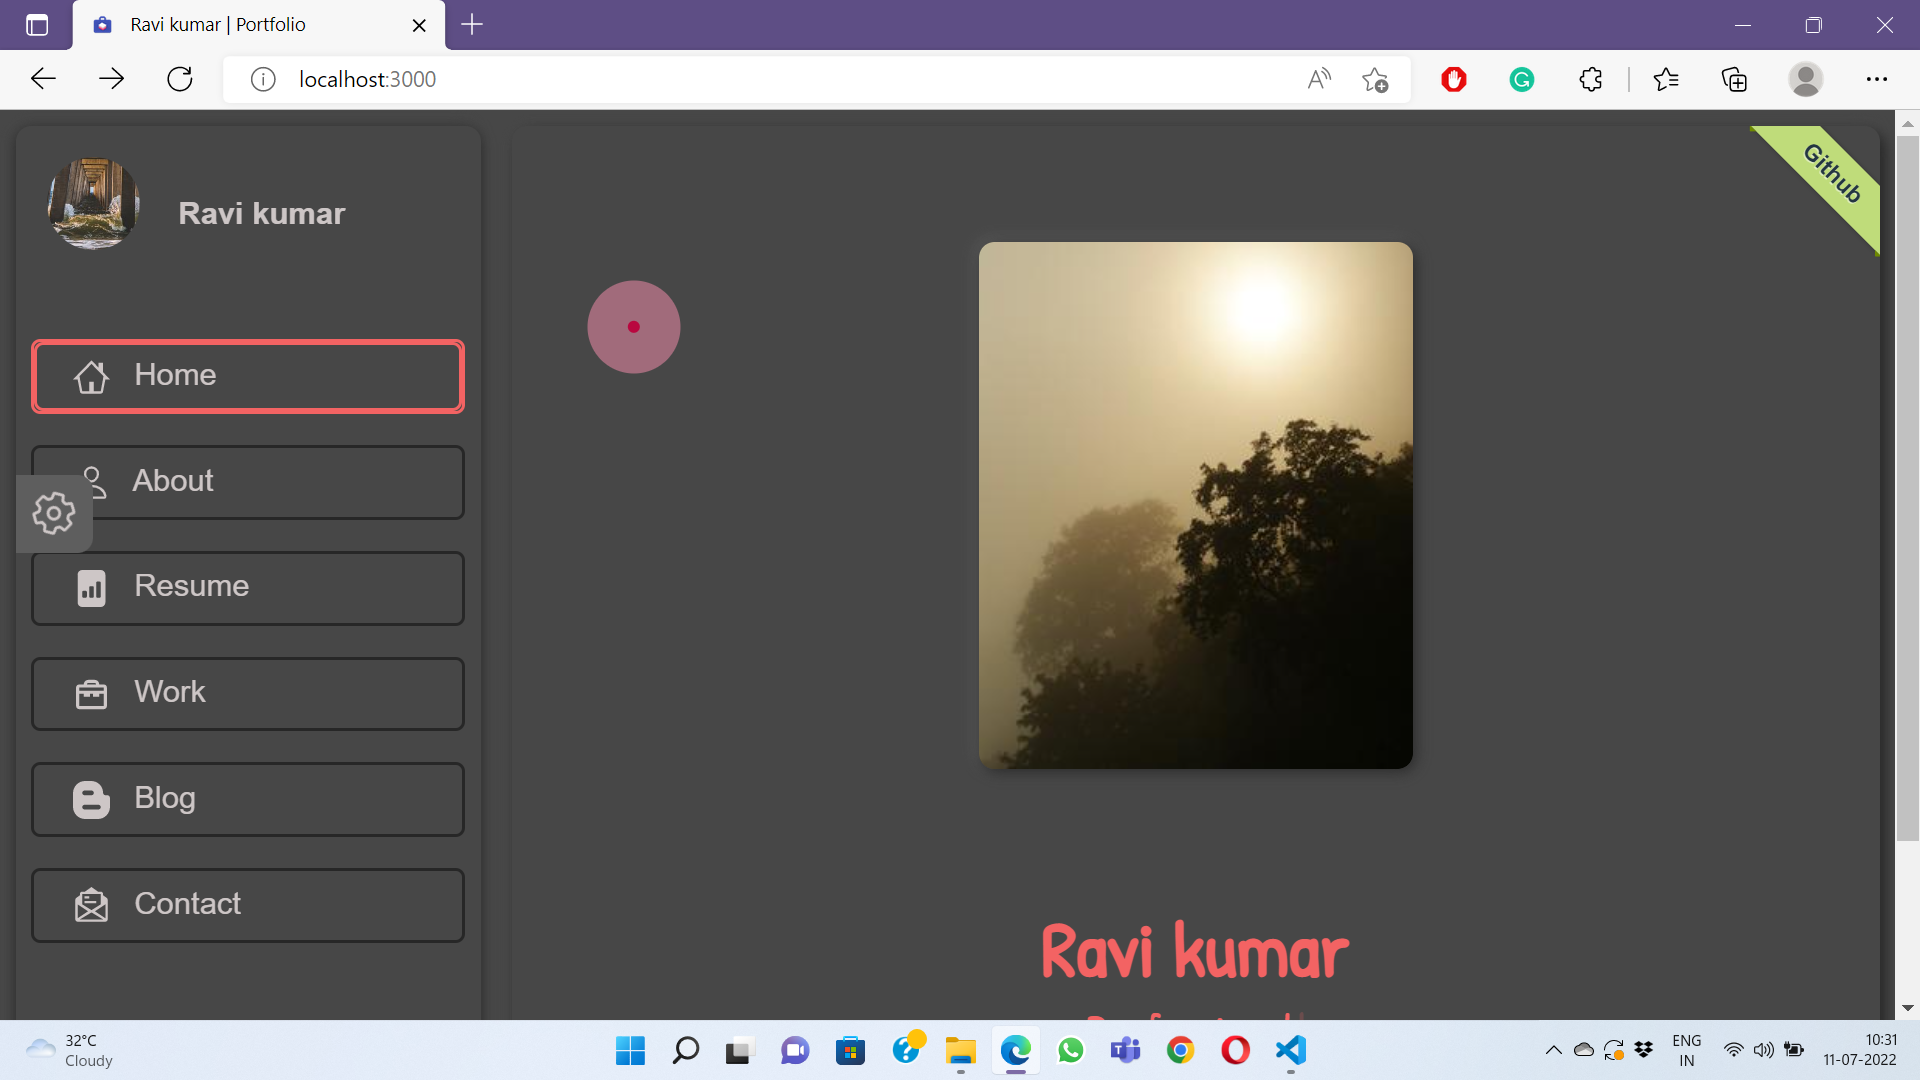 Ravi kumar | Portfolio
localhost:3000
Github
Ravi kumar
Home
About
Resume
Work
Blog
Contact
Ravi kumar
32°C
Cloudy
ENG
IN
10:31
11-07-2022